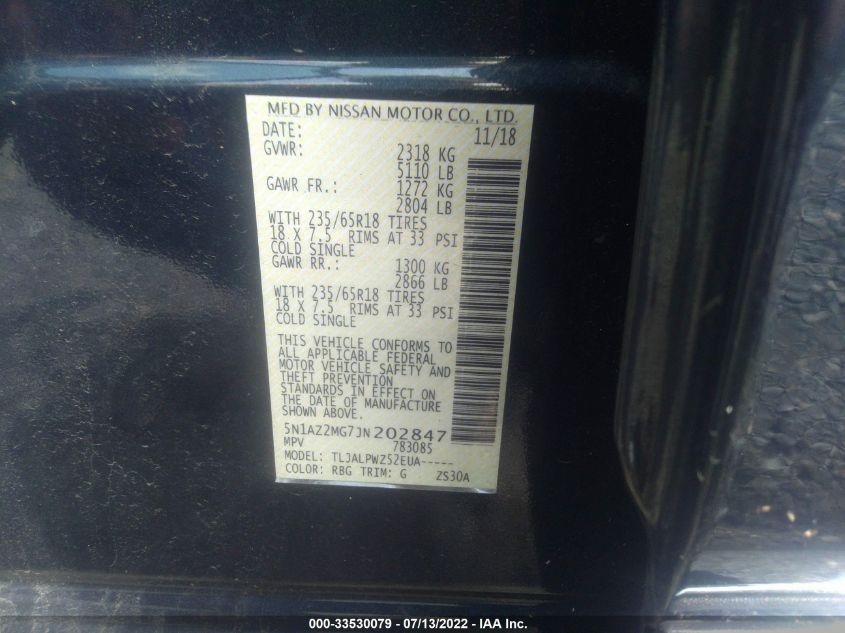 MFD BY NISSAN MOTOR CO., LTD.
DATE: 11/18
GVWR: 2318 KG
5110 LB
GAWR FR.: 1272 KG
2804 LB
WITH 235/65R18 TIRES
18 X 7.5 RIMS AT 33 PSI
COLD SINGLE
GAWR RR.: 1300 KG
2866 LB
WITH 235/65R18 TIRES
18 X 7.5 RIMS AT 33 PSI
COLD SINGLE
THIS VEHICLE CONFORMS TO
ALL APPLICABLE FEDERAL
MOTOR VEHICLE SAFETY AND
THEFT PREVENTION
STANDARDS IN EFFECT ON
THE DATE OF MANUFACTURE
SHOWN ABOVE.
5N1AZ2MG7JN202847
MPV 783085
MODEL: TLJALPWZ52EUA-----
COLOR: RBG TRIM: G ZS30A
000-33530079 - 07/13/2022 - IAA Inc.